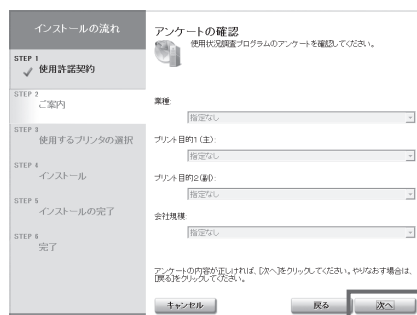 インストールの流れ
STEP 1
使用許諾契約
STEP 2
ご案内
STEP 3
使用するプリンタの選択
STEP 4
インストール
STEP 5
インストールの完了
STEP 6
完了
アンケートの確認
使用状況調査プログラムのアンケートを確認してください。
業種:
指定なし
プリント目的1(主):
指定なし
プリント目的2(副):
指定なし
会社規模:
指定なし
アンケートの内容が正しければ、[次へ]をクリックしてください。やりなおす場合は、
[戻る]をクリックしてください。
キャンセル
戻る
次へ